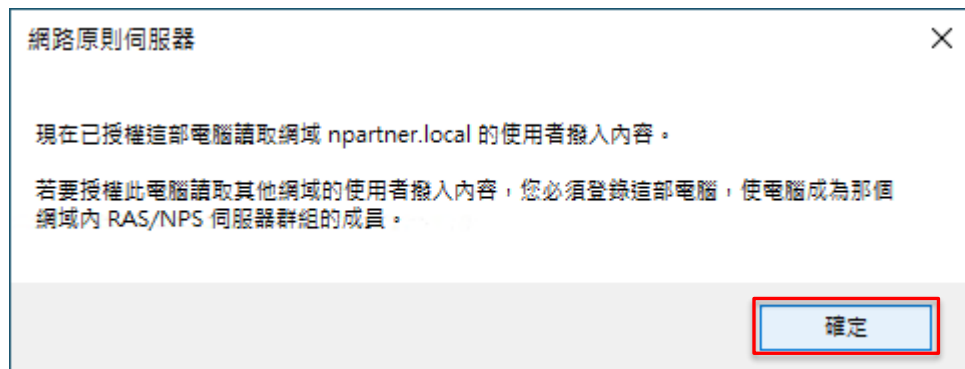 網路原則伺服器
現在已授權這部電腦讀取網域 npartner.local 的使用者撥入內容。
若要授權此電腦讀取其他網域的使用者撥入內容，您必須登錄這部電腦，使電腦成為那個
網域內 RAS/NPS 伺服器群組的成員。
確定